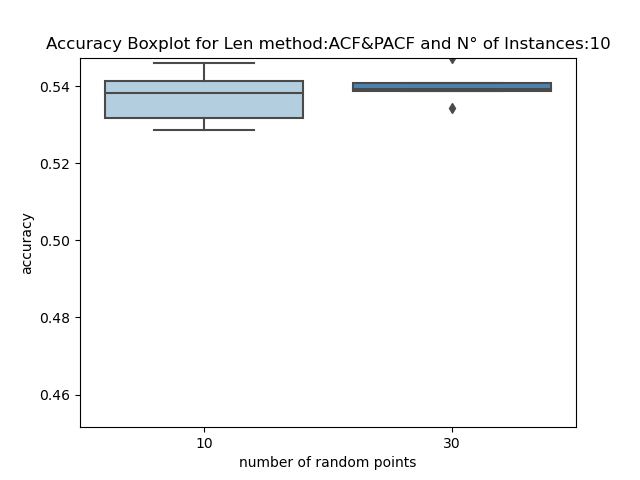 Accuracy Boxplot for Len method:ACF&PACF and N° of Instances:10
0.54
0.52
0.50
0.48
0.46
accuracy
10 30
number of random points